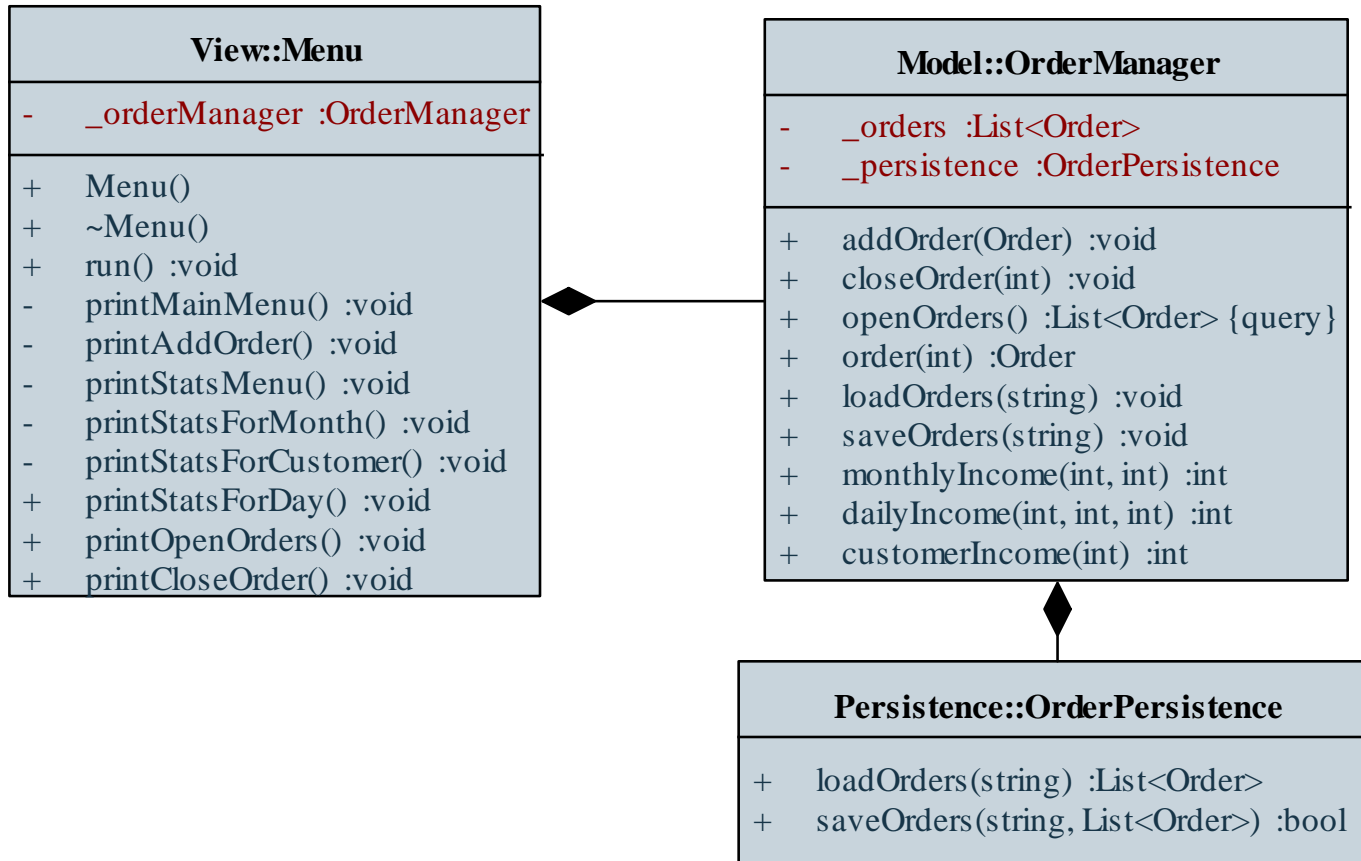 View::Menu
- _orderManager :OrderManager
+ Menu()
+ ~Menu()
+ run() :void
- printMainMenu() :void
- printAddOrder() :void
- printStatsMenu() :void
- printStatsForMonth() :void
- printStatsForCustomer() :void
+ printStatsForDay() :void
+ printOpenOrders() :void
+ printCloseOrder() :void
Model::OrderManager
- _orders :List<Order>
- _persistence :OrderPersistence
+ addOrder(Order) :void
+ closeOrder(int) :void
+ openOrders() :List<Order> {query}
+ order(int) :Order
+ loadOrders(string) :void
+ saveOrders(string) :void
+ monthlyIncome(int, int) :int
+ dailyIncome(int, int, int) :int
+ customerIncome(int) :int
Persistence::OrderPersistence
+ loadOrders(string) :List<Order>
+ saveOrders(string, List<Order>) :bool